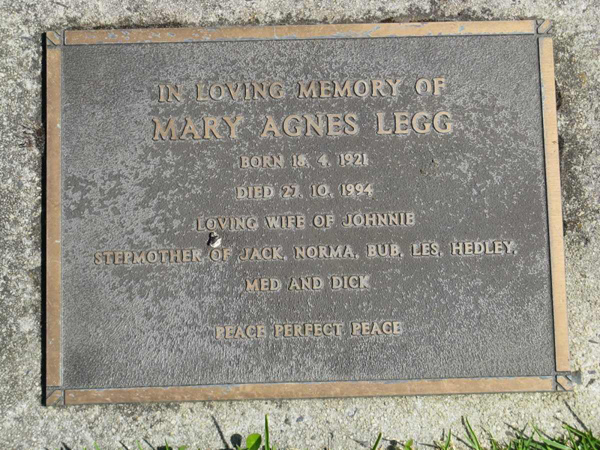 IN LOVING MEMORY OF
MARY AGNES LEGG
BORN 18. 4. 1921
DIED 27. 10. 1994
LOVING WIFE OF JOHNNIE
STEPMOTHER OF JACK, NORMA, BUB, LES, HEDLEY,
MED AND DICK
PEACE PERFECT PEACE